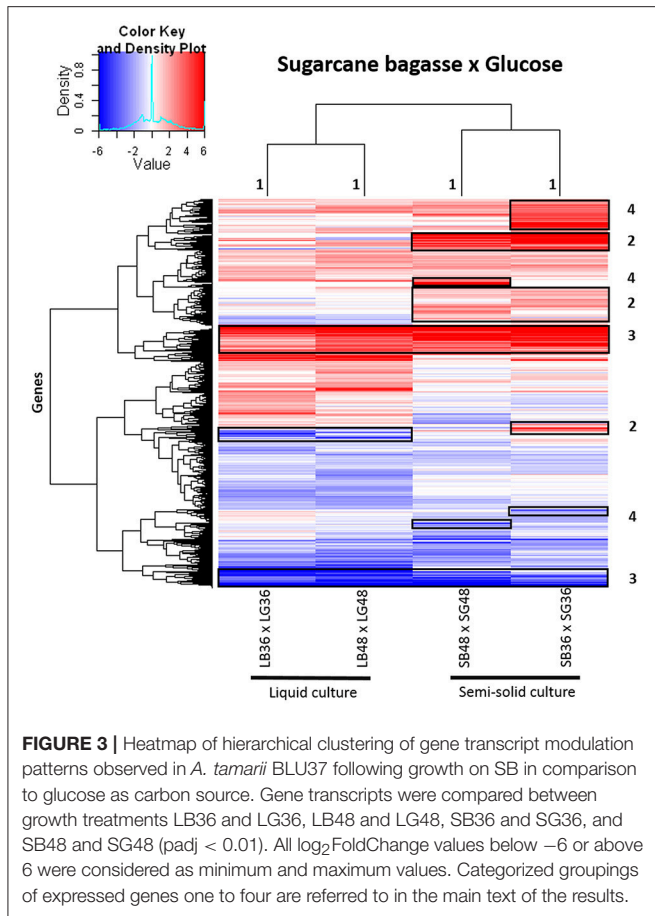 Color Key
and Density Plot
Density
0 0.4 0.8
-6 -2 0 2 4 6
Value
Sugarcane bagasse x Glucose
1 1 1 1
4
2
4
2
3
2
4
3
Genes
LB36 x LG36
LB48 x LG48
SB48 x SG48
SB36 x SG36
Liquid culture
Semi-solid culture
FIGURE 3 | Heatmap of hierarchical clustering of gene transcript modulation
patterns observed in A. tamarii BLU37 following growth on SB in comparison
to glucose as carbon source. Gene transcripts were compared between
growth treatments LB36 and LG36, LB48 and LG48, SB36 and SG36, and
SB48 and SG48 (padj < 0.01). All log₂FoldChange values below −6 or above
6 were considered as minimum and maximum values. Categorized groupings
of expressed genes one to four are referred to in the main text of the results.